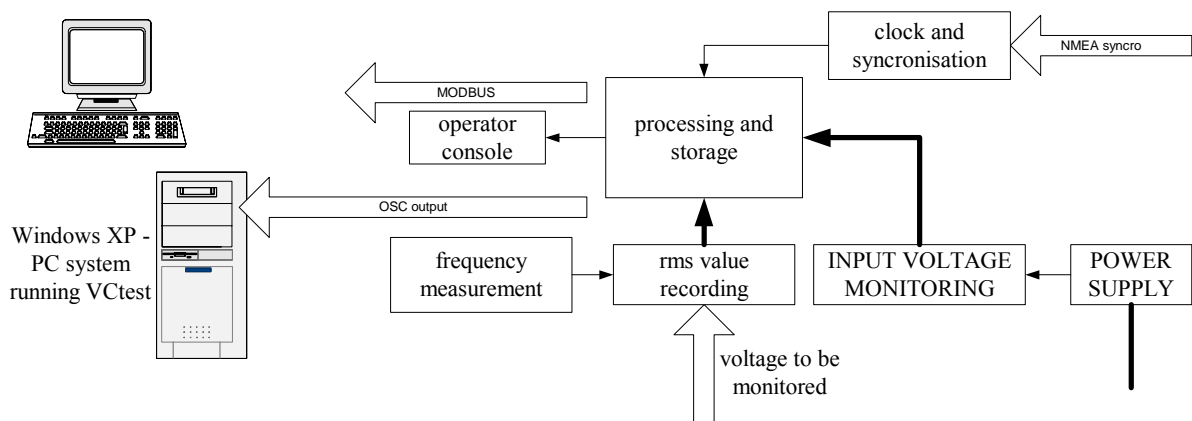 clock and
syncronisation
NMEA syncro
MODBUS
operator
console
processing and
storage
OSC output
Windows XP -
PC system
running VCtest
frequency
measurement
rms value
recording
INPUT VOLTAGE
MONITORING
POWER
SUPPLY
voltage to be
monitored